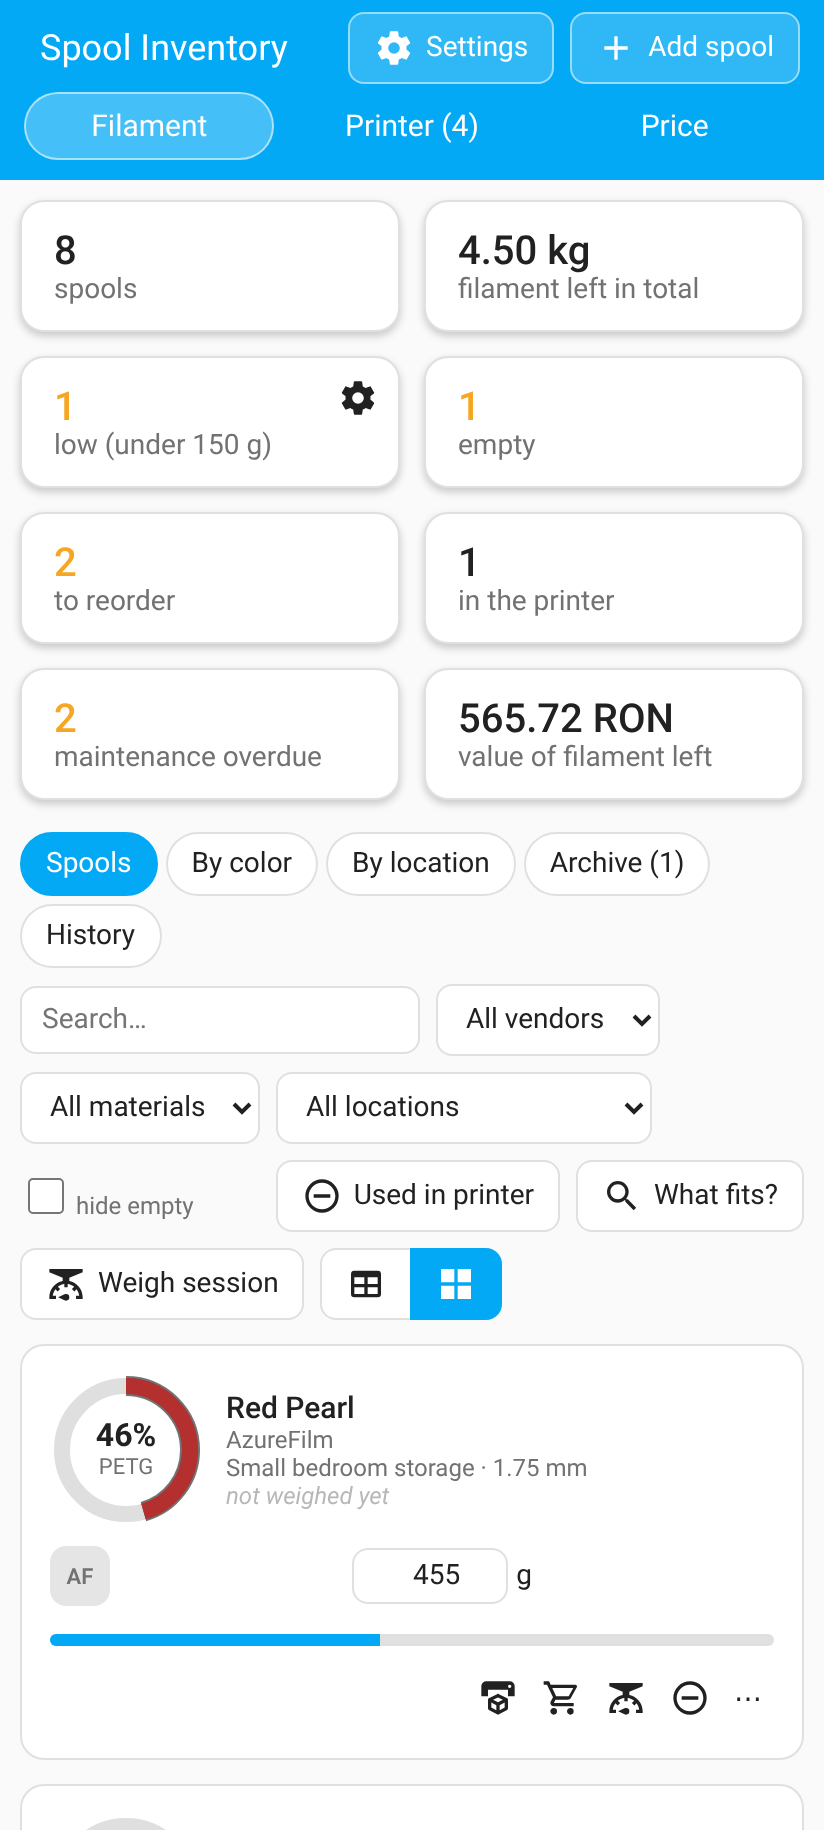 Spool Inventory
Settings
Add spool
Filament
Printer (4)
Price
8
spools
4.50 kg
filament left in total
1
low (under 150 g)
1
empty
2
to reorder
1
in the printer
2
maintenance overdue
565.72 RON
value of filament left
Spools
By color
By location
Archive (1)
History
Search...
All vendors
All materials
All locations
hide empty
Used in printer
What fits?
Weigh session
46%
PETG
Red Pearl
AzureFilm
Small bedroom storage · 1.75 mm
not weighed yet
AF
455
g